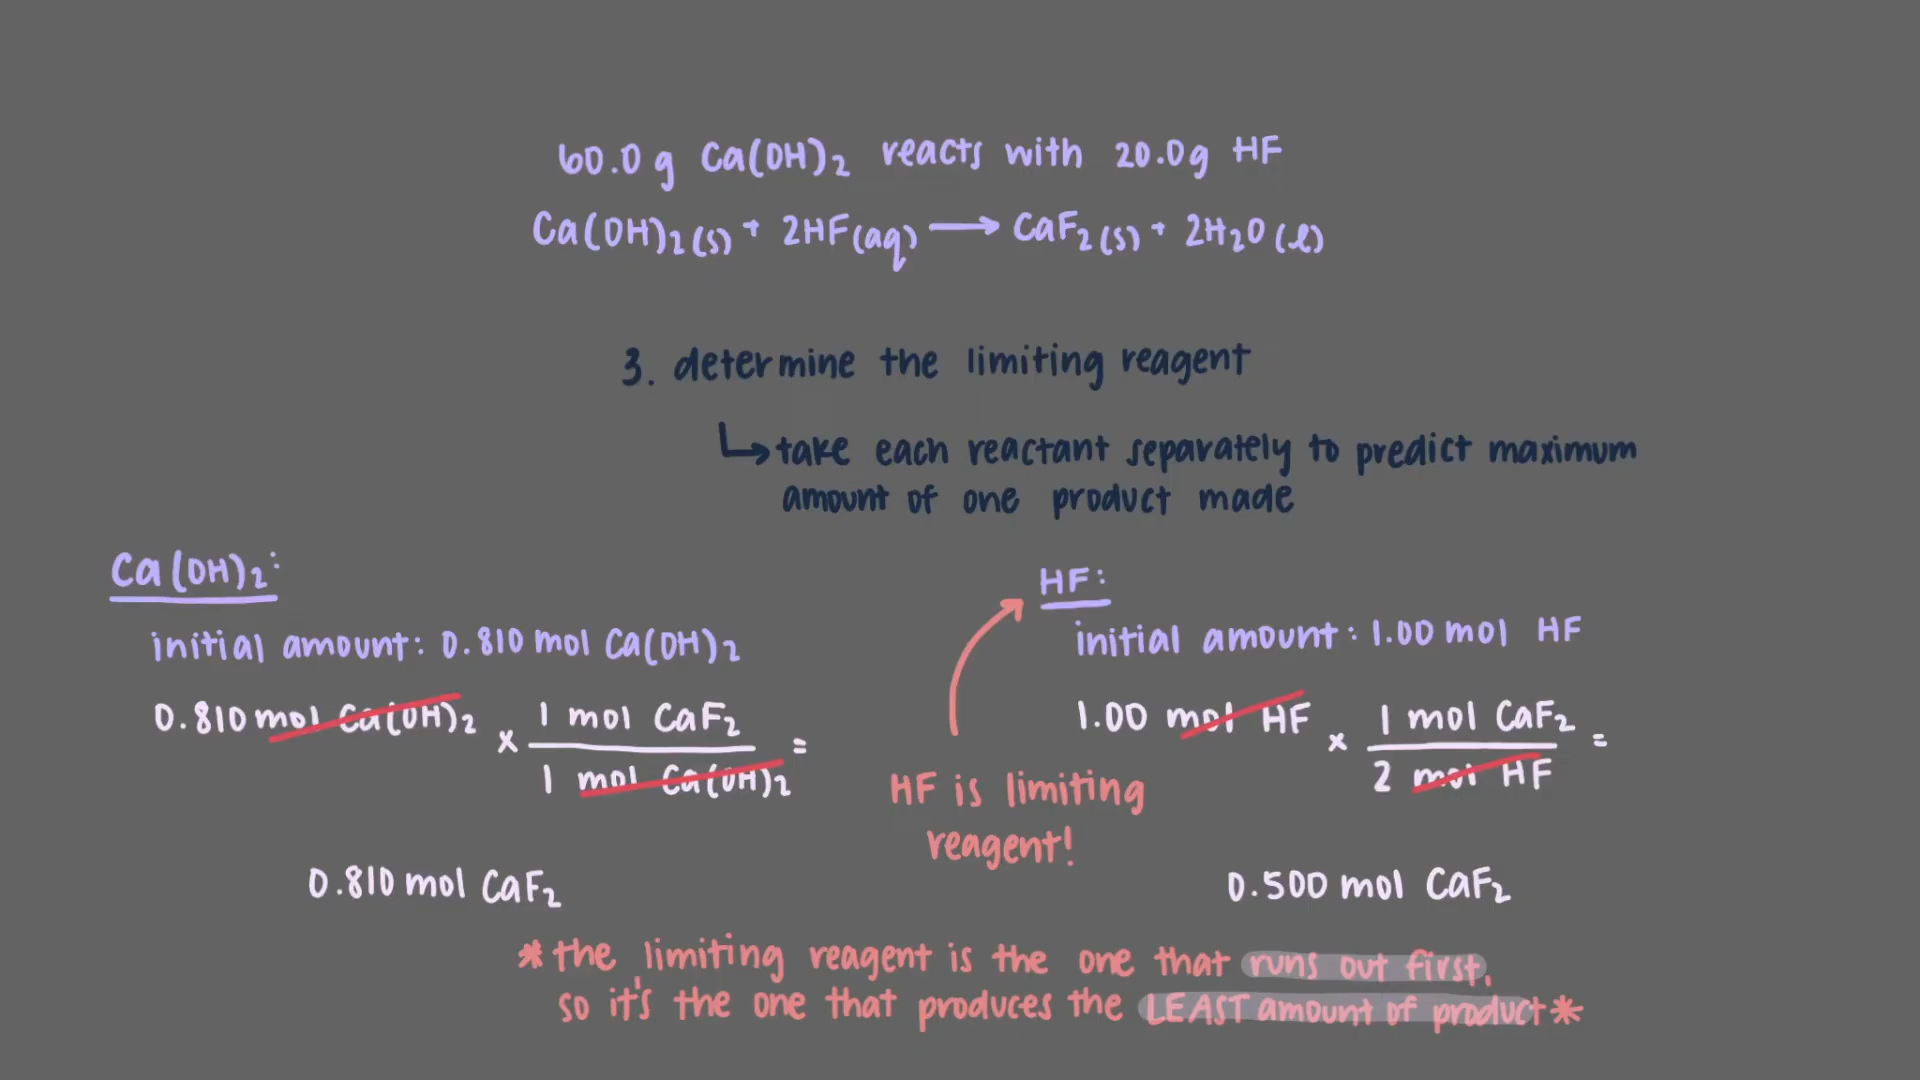 60.0 g Ca(OH)₂ reacts with 20.0g HF
Ca(OH)₂(s) + 2HF(aq) → CaF₂(s) + 2H₂O(l)
3. determine the limiting reagent
↳ take each reactant separately to predict maximum
amount of one product made
Ca(OH)₂:
initial amount: 0.810 mol Ca(OH)₂
0.810 mol Ca(OH)₂ × 1 mol CaF₂ / 1 mol Ca(OH)₂ =
0.810 mol CaF₂
HF is limiting
reagent!
HF:
initial amount: 1.00 mol HF
1.00 mol HF × 1 mol CaF₂ / 2 mol HF =
0.500 mol CaF₂
*the limiting reagent is the one that runs out first,
so it's the one that produces the LEAST amount of product*